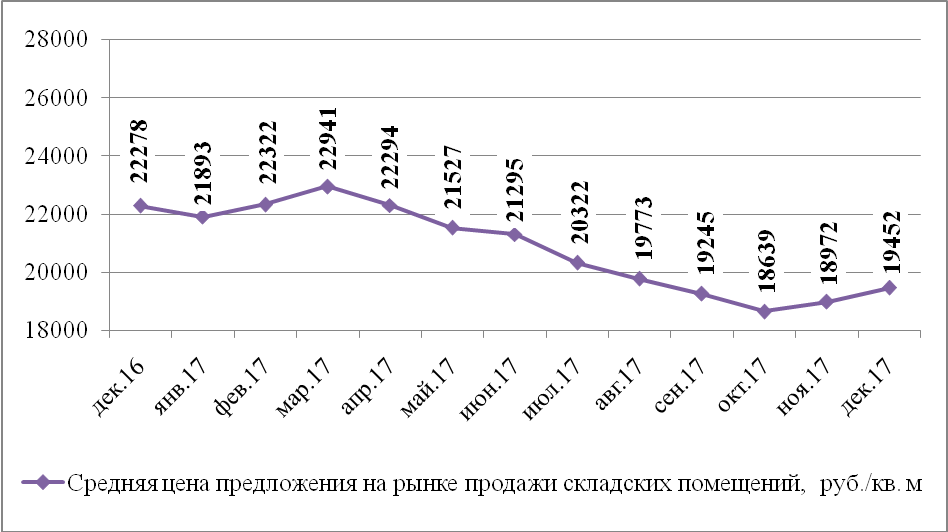 28000
26000
24000
22000
20000
18000
22278
21893
22322
22941
22294
21527
21295
20322
19773
19245
18639
18972
19452
дек.16
янв.17
фев.17
мар.17
апр.17
май.17
июн.17
июл.17
авг.17
сен.17
окт.17
ноя.17
дек.17
Средняя цена предложения на рынке продажи складских помещений, руб./кв. м